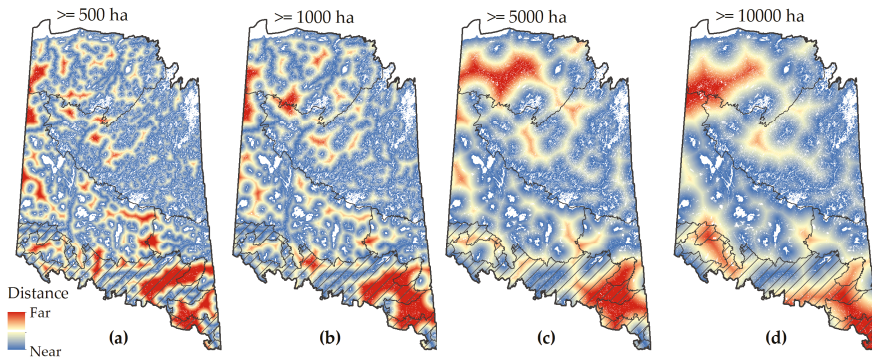 >= 500 ha
>= 1000 ha
>= 5000 ha
>= 10000 ha
Distance
Far
Near
(a)
(b)
(c)
(d)